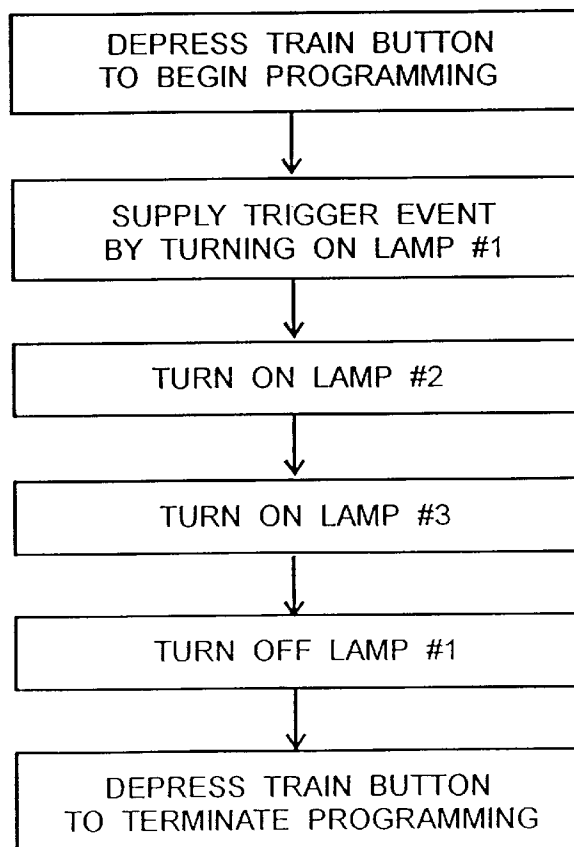 DEPRESS TRAIN BUTTON
TO BEGIN PROGRAMMING
SUPPLY TRIGGER EVENT
BY TURNING ON LAMP #1
TURN ON LAMP #2
TURN ON LAMP #3
TURN OFF LAMP #1
DEPRESS TRAIN BUTTON
TO TERMINATE PROGRAMMING